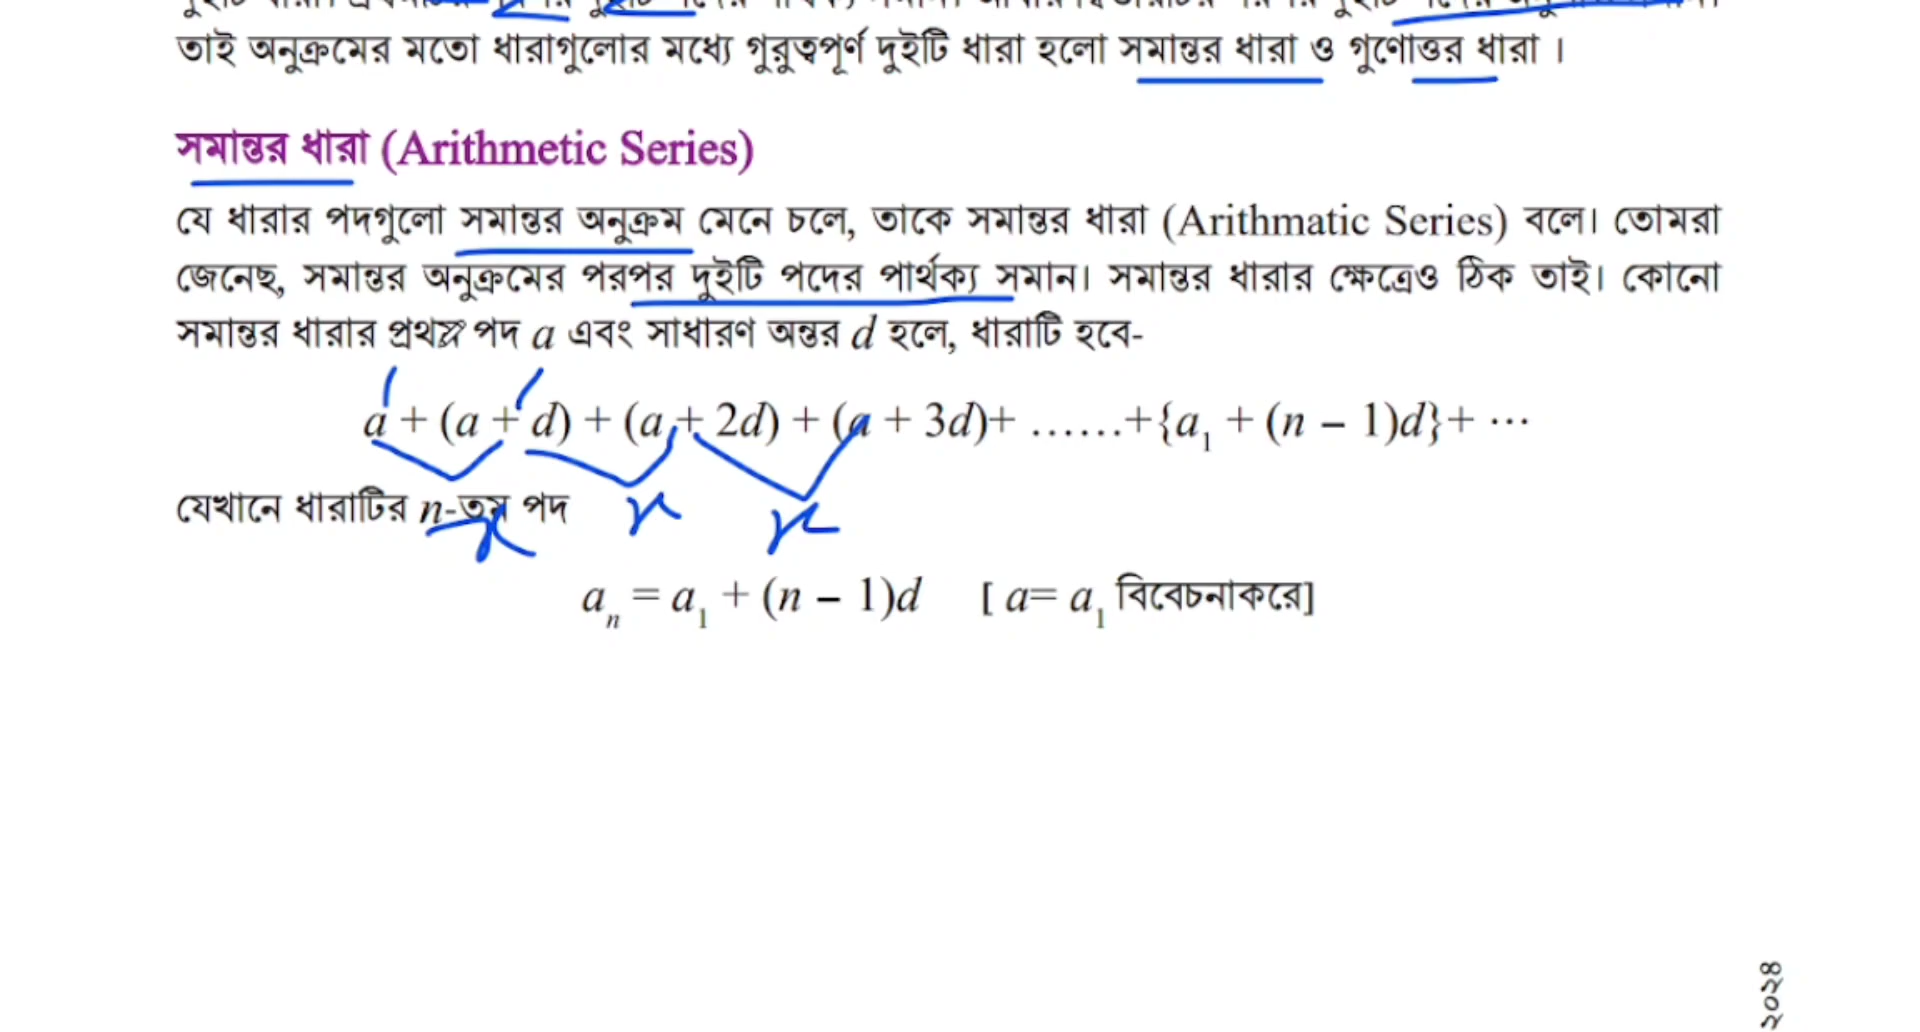 তাই অনুক্রমের মতো ধারাগুলোর মধ্যে গুরুত্বপূর্ণ দুইটি ধারা হলো সমান্তর ধারা ও গুণোত্তর ধারা ।
সমান্তর ধারা (Arithmetic Series)
যে ধারার পদগুলো সমান্তর অনুক্রম মেনে চলে, তাকে সমান্তর ধারা (Arithmatic Series) বলে। তোমরা
জেনেছ, সমান্তর অনুক্রমের পরপর দুইটি পদের পার্থক্য সমান। সমান্তর ধারার ক্ষেত্রেও ঠিক তাই। কোনো
সমান্তর ধারার প্রথম পদ a এবং সাধারণ অন্তর d হলে, ধারাটি হবে-
a + (a + d) + (a + 2d) + (a + 3d)+ ......+{a₁ + (n – 1)d}+ ···
যেখানে ধারাটির n-তম পদ
x x x
aₙ = a₁ + (n – 1)d [ a= a₁ বিবেচনাকরে]
২০২৪